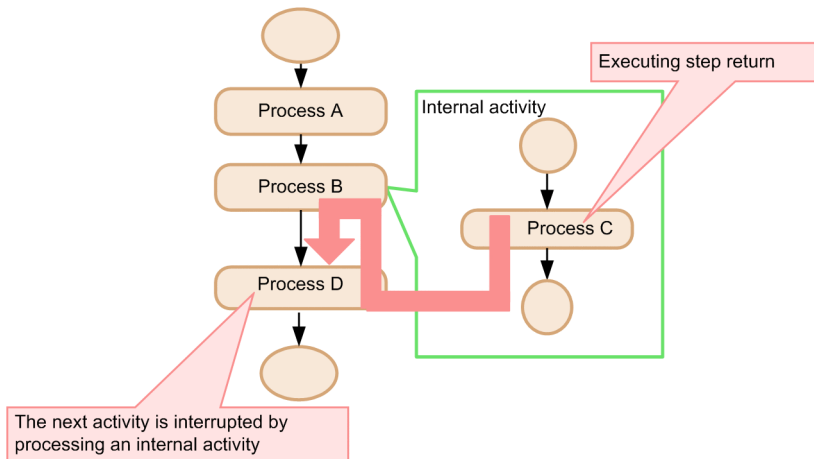 Process A
Process B
Process D
Internal activity
Process C
Executing step return
The next activity is interrupted by
processing an internal activity